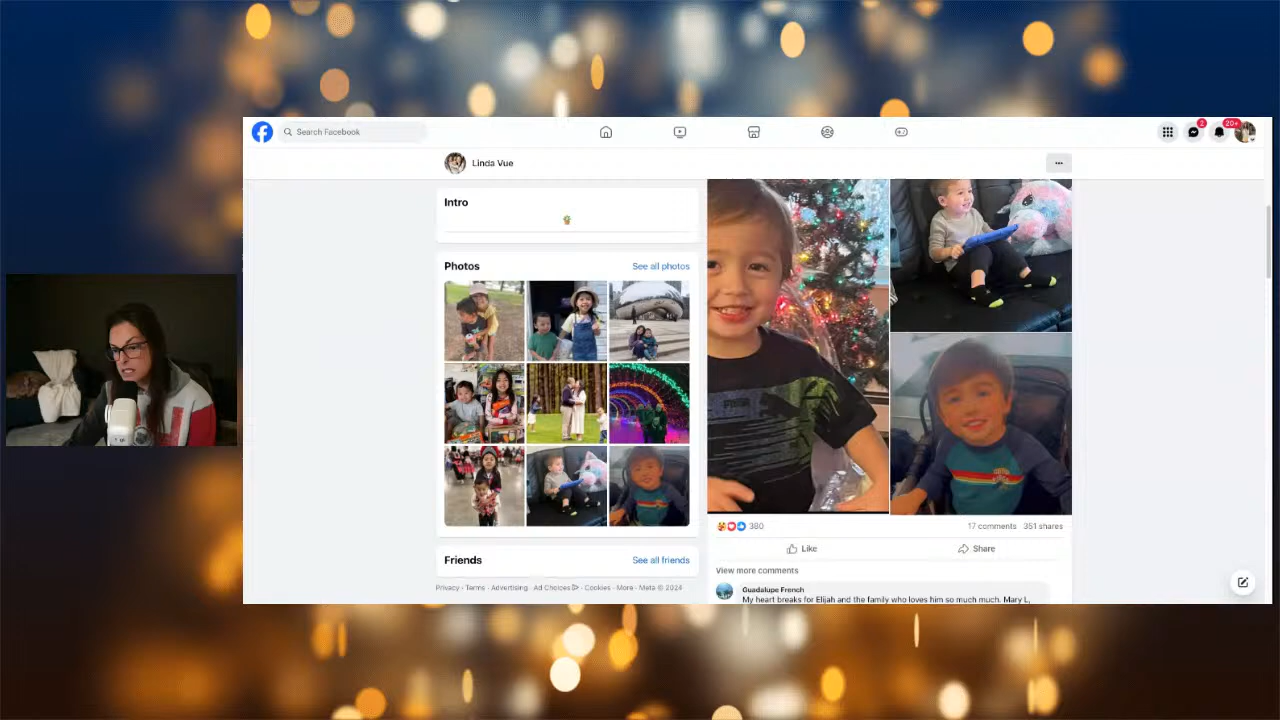 Search Facebook
2
20+
Linda Vue
Intro
Photos
See all photos
Friends
See all friends
Privacy · Terms · Advertising · Ad Choices · Cookies · More · Meta © 2024
380
17 comments 351 shares
Like
Share
View more comments
Guadalupe French
My heart breaks for Elijah and the family who loves him so much much. Mary L,